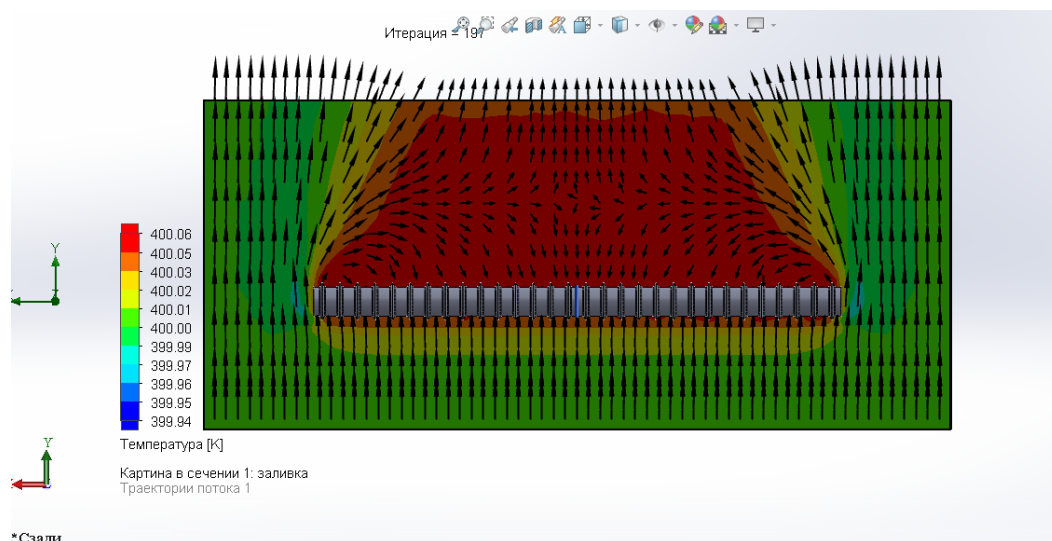 Итерация = 197
Y
400.06
400.05
400.03
400.02
400.01
400.00
399.99
399.97
399.96
399.95
399.94
Температура [K]
Y
Картина в сечении 1: заливка
Траектории потока 1
*Сзади